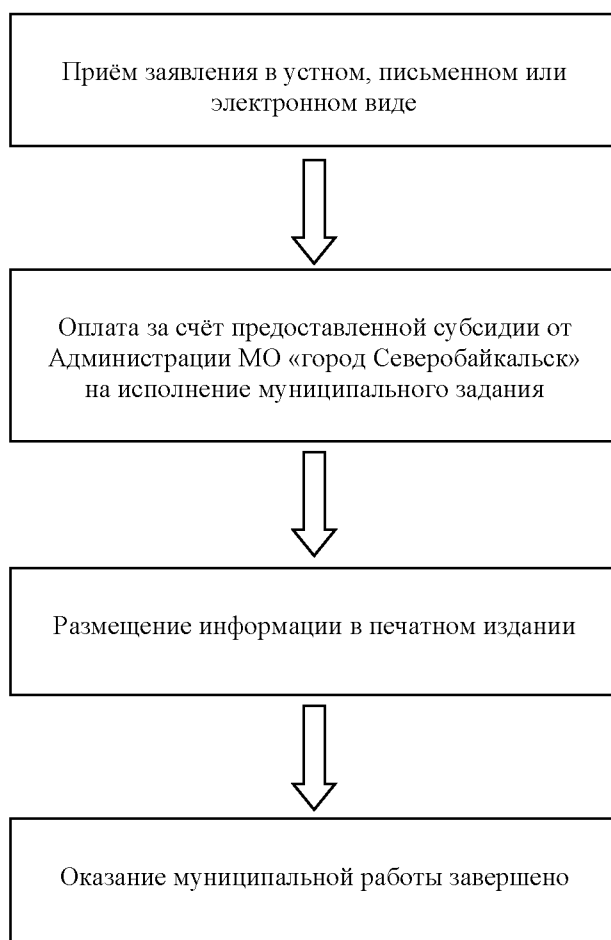 Приём заявления в устном, письменном или
электронном виде
Оплата за счёт предоставленной субсидии от
Администрации МО «город Северобайкальск»
на исполнение муниципального задания
Размещение информации в печатном издании
Оказание муниципальной работы завершено